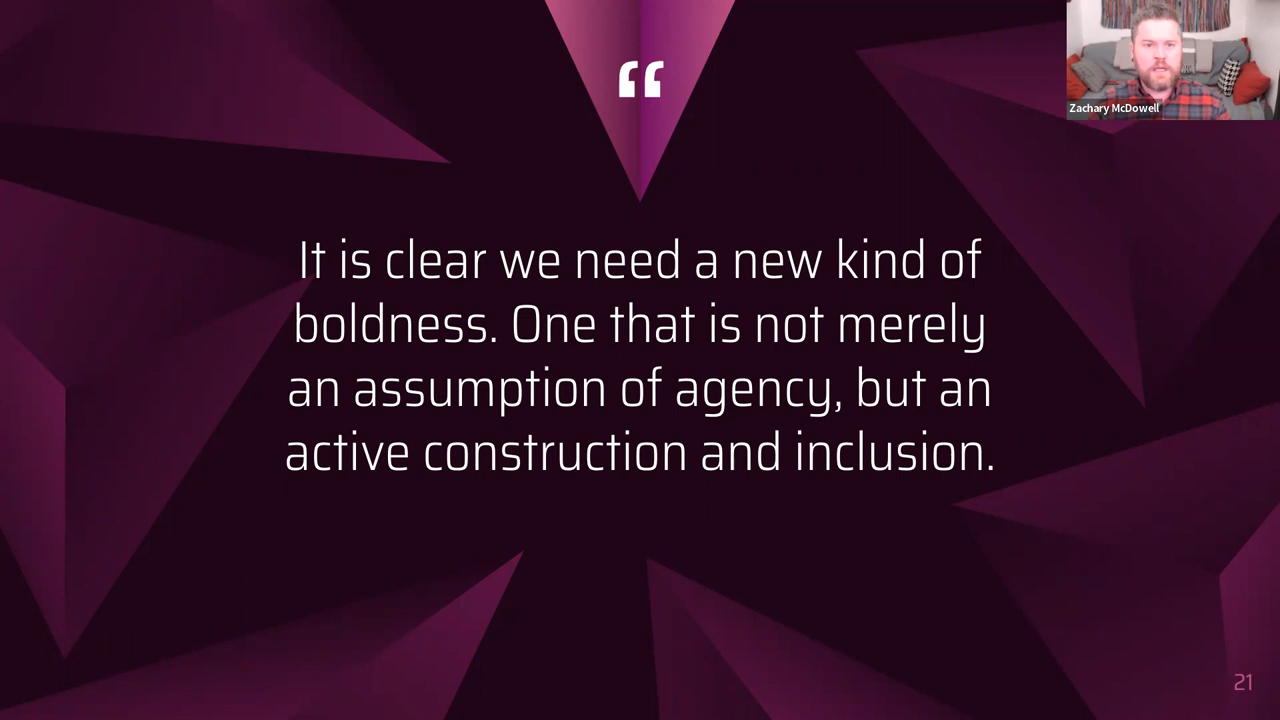 “
Zachary McDowell
It is clear we need a new kind of
boldness. One that is not merely
an assumption of agency, but an
active construction and inclusion.
21